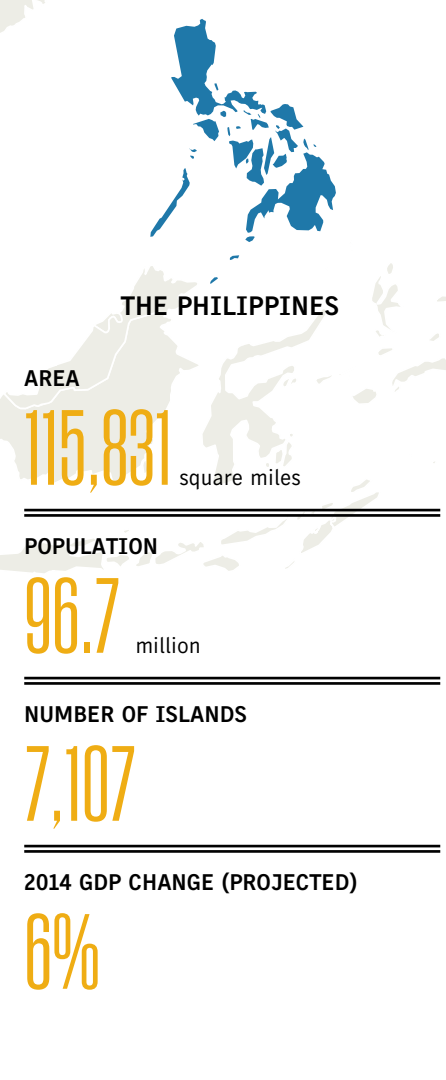 THE PHILIPPINES
AREA
115,831 square miles
POPULATION
96.7 million
NUMBER OF ISLANDS
7,107
2014 GDP CHANGE (PROJECTED)
6%